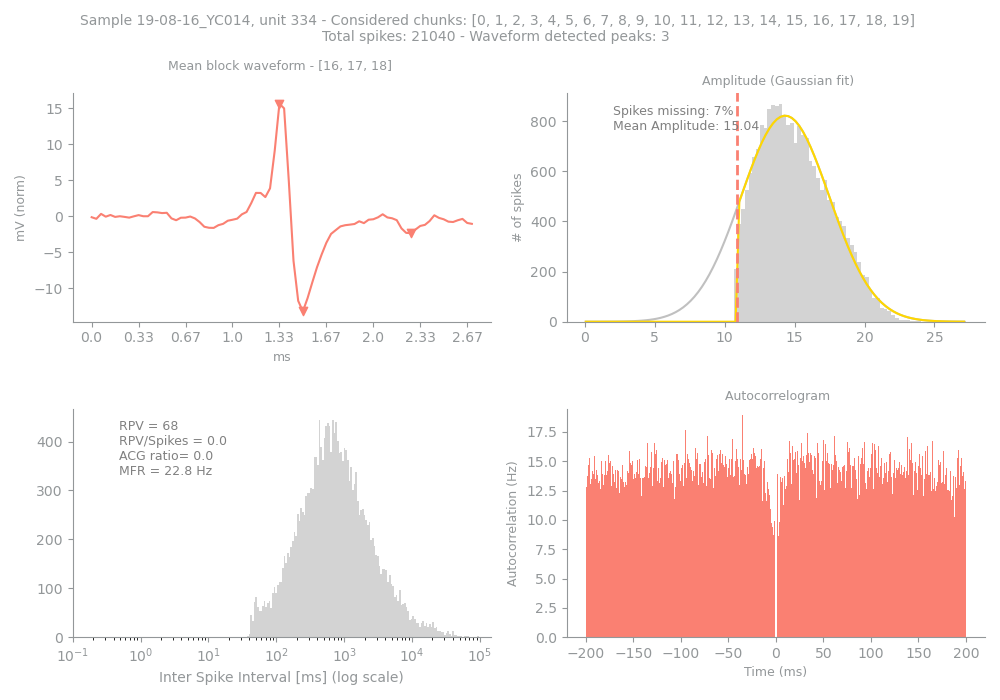 Sample 19-08-16_YC014, unit 334 - Considered chunks: [0, 1, 2, 3, 4, 5, 6, 7, 8, 9, 10, 11, 12, 13, 14, 15, 16, 17, 18, 19]
Total spikes: 21040 - Waveform detected peaks: 3
Mean block waveform - [16, 17, 18]
15
10
5
0
−5
−10
mV (norm)
0.0 0.33 0.67 1.0 1.33 1.67 2.0 2.33 2.67
ms
Amplitude (Gaussian fit)
Spikes missing: 7%
Mean Amplitude: 15.04
800
600
400
200
0
# of spikes
0 5 10 15 20 25
RPV = 68
RPV/Spikes = 0.0
ACG ratio= 0.0
MFR = 22.8 Hz
400
300
200
100
0
10⁻¹ 10⁰ 10¹ 10² 10³ 10⁴ 10⁵
Inter Spike Interval [ms] (log scale)
Autocorrelogram
17.5
15.0
12.5
10.0
7.5
5.0
2.5
0.0
Autocorrelation (Hz)
−200 −150 −100 −50 0 50 100 150 200
Time (ms)